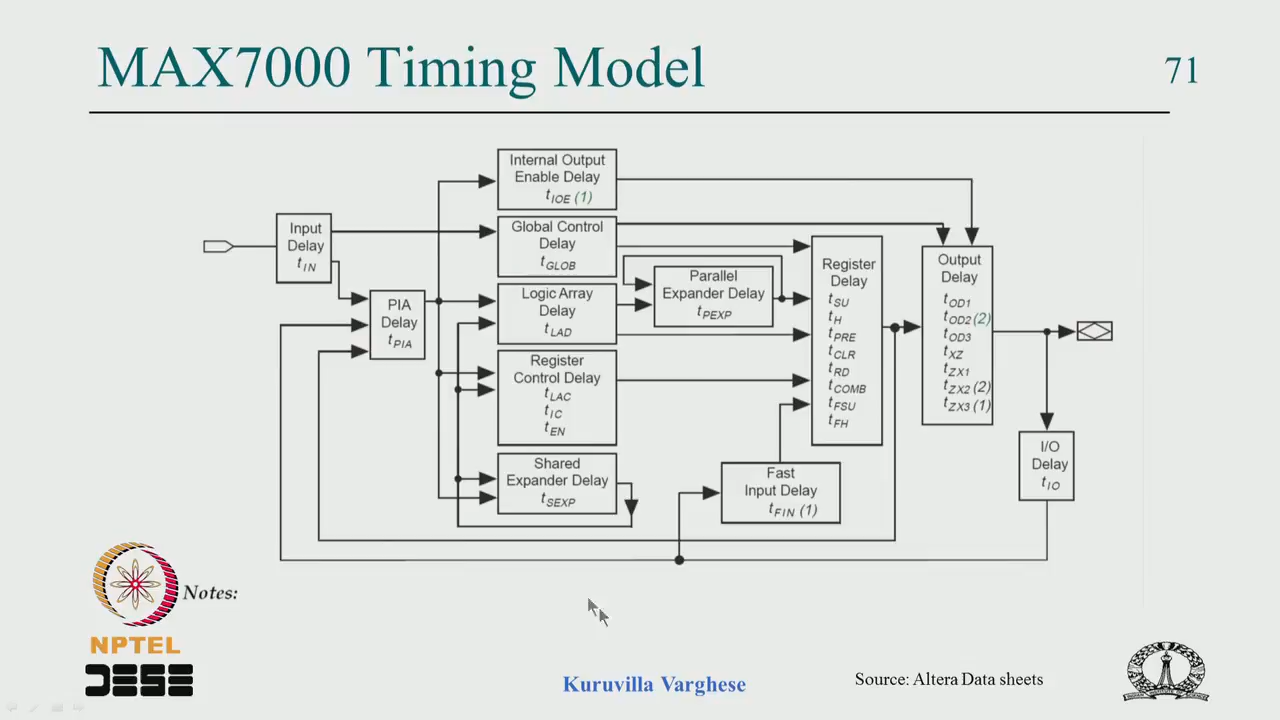 MAX7000 Timing Model
71
Internal Output
Enable Delay
tIOE (1)
Input
Delay
tIN
Global Control
Delay
tGLOB
PIA
Delay
tPIA
Logic Array
Delay
tLAD
Parallel
Expander Delay
tPEXP
Register
Control Delay
tLAC
tIC
tEN
Shared
Expander Delay
tSEXP
Fast
Input Delay
tFIN (1)
Register
Delay
tSU
tH
tPRE
tCLR
tRD
tCOMB
tFSU
tFH
Output
Delay
tOD1
tOD2 (2)
tOD3
tXZ
tZX1
tZX2 (2)
tZX3 (1)
I/O
Delay
tIO
Notes:
NPTEL
DESE
Kuruvilla Varghese
Source: Altera Data sheets